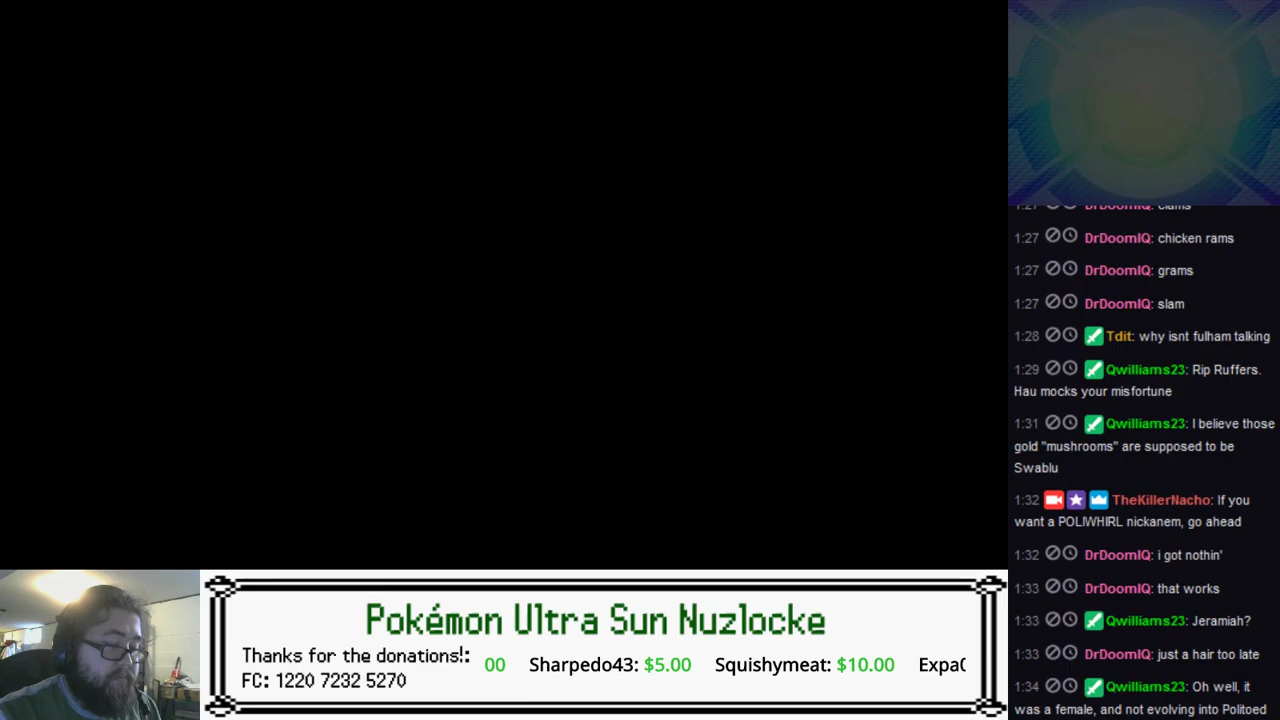 1:27 DrDoomIQ: clams
1:27 DrDoomIQ: chicken rams
1:27 DrDoomIQ: grams
1:27 DrDoomIQ: slam
1:28 Tdit: why isnt fulham talking
1:29 Qwilliams23: Rip Ruffers.
Hau mocks your misfortune
1:31 Qwilliams23: I believe those
gold "mushrooms" are supposed to be
Swablu
1:32 TheKillerNacho: If you
want a POLIWHIRL nickanem, go ahead
1:32 DrDoomIQ: i got nothin'
1:33 DrDoomIQ: that works
1:33 Qwilliams23: Jeramiah?
1:33 DrDoomIQ: just a hair too late
1:34 Qwilliams23: Oh well, it
was a female, and not evolving into Politoed
Pokémon Ultra Sun Nuzlocke
Thanks for the donations!: 00 Sharpedo43: $5.00 Squishymeat: $10.00 Expa
FC: 1220 7232 5270